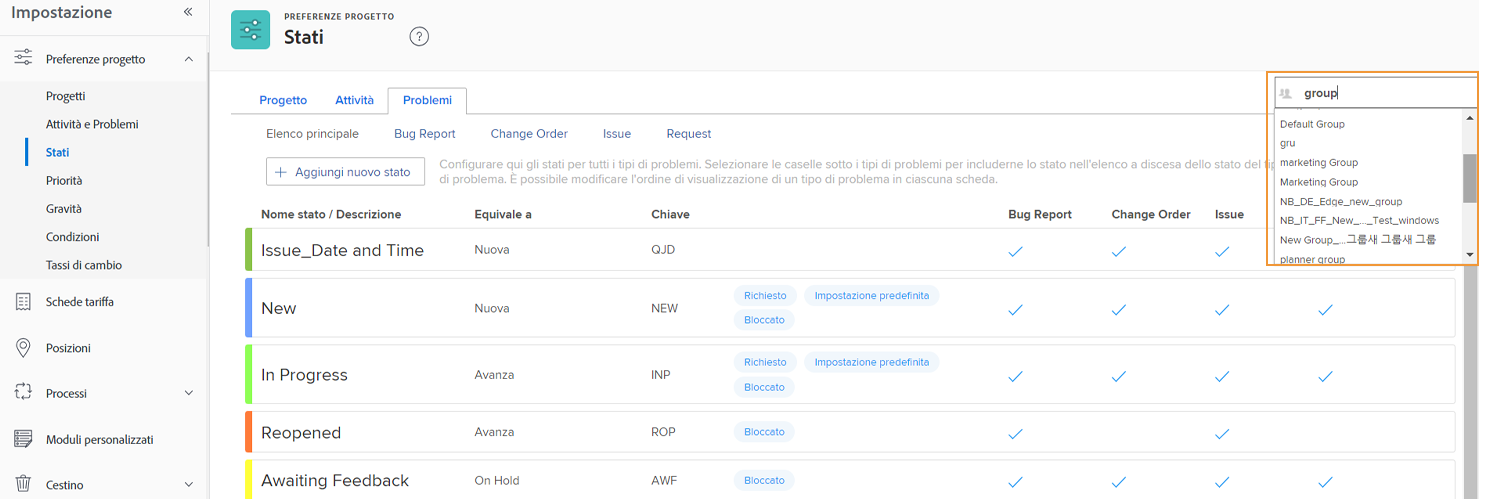 Impostazione
Preferenze progetto
Progetti
Attività e Problemi
Stati
Priorità
Gravità
Condizioni
Tassi di cambio
Schede tariffa
Posizioni
Processi
Moduli personalizzati
Cestino
PREFERENZE PROGETTO
Stati
?
Progetto Attività Problemi
Elenco principale Bug Report Change Order Issue Request
+ Aggiungi nuovo stato
Configurare qui gli stati per tutti i tipi di problemi. Selezionare le caselle sotto i tipi di problemi per includerne lo stato nell'elenco a discesa dello stato del tip
di problema. È possibile modificare l'ordine di visualizzazione di un tipo di problema in ciascuna scheda.
group
Default Group
gru
marketing Group
Marketing Group
NB_DE_Edge_new_group
NB_IT_FF_New_..._Test_windows
New Group_...그룹새 그룹새 그룹
planner group
Nome stato / Descrizione Equivale a Chiave Bug Report Change Order Issue
Issue_Date and Time Nuova QJD
New Nuova NEW Richiesto Impostazione predefinita
Bloccato
In Progress Avanza INP Richiesto Impostazione predefinita
Bloccato
Reopened Avanza ROP Bloccato
Awaiting Feedback On Hold AWF Bloccato